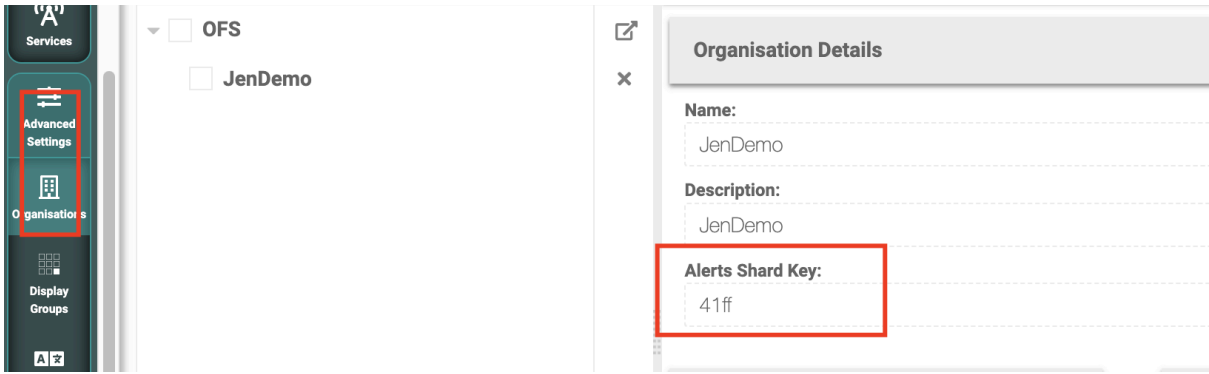 Services
Advanced
Settings
Organisations
Display
Groups
A
OFS
JenDemo
Organisation Details
Name:
JenDemo
Description:
JenDemo
Alerts Shard Key:
41ff